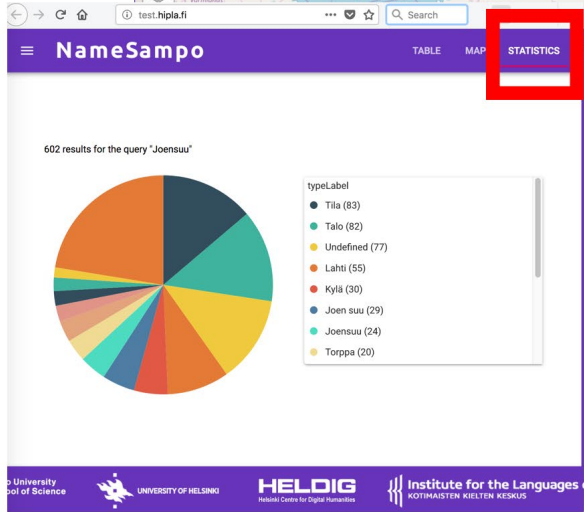 test.hipla.fi
Search
NameSampo
TABLE MAP STATISTICS
602 results for the query "Joensuu"
typeLabel
Tila (83)
Talo (82)
Undefined (77)
Lahti (55)
Kylä (30)
Joen suu (29)
Joensuu (24)
Torppa (20)
University
ool of Science
UNIVERSITY OF HELSINKI
HELDIG
Helsinki Centre for Digital Humanities
Institute for the Languages
KOTIMAISTEN KIELTEN KESKUS